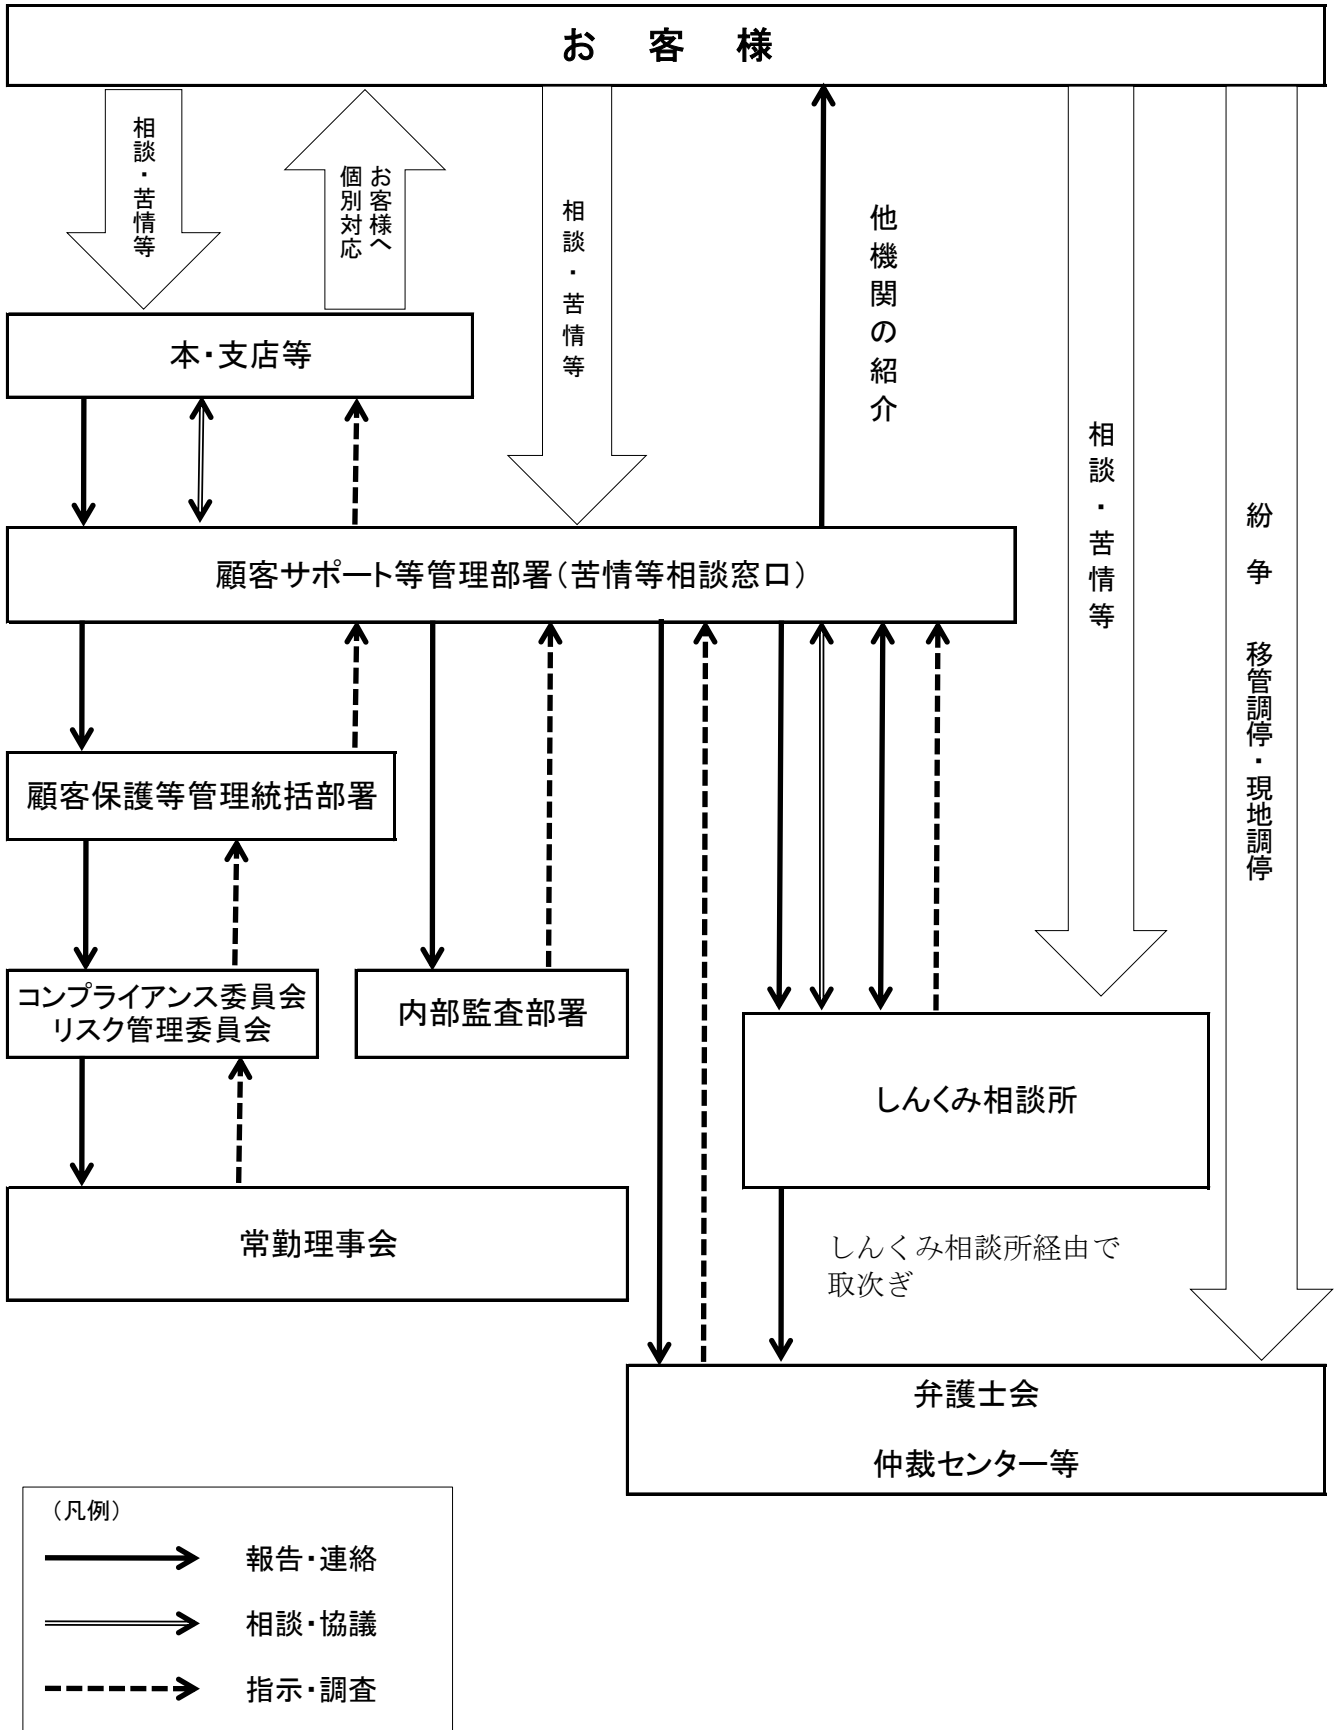 お 客 様
相談・苦情等
お客様へ
個別対応
相談・苦情等
他機関の紹介
相談・苦情等
紛争 移管調停・現地調停
本・支店等
顧客サポート等管理部署(苦情等相談窓口)
顧客保護等管理統括部署
コンプライアンス委員会
リスク管理委員会
内部監査部署
しんくみ相談所
常勤理事会
しんくみ相談所経由で
取次ぎ
弁護士会
仲裁センター等
(凡例)
報告・連絡
相談・協議
指示・調査